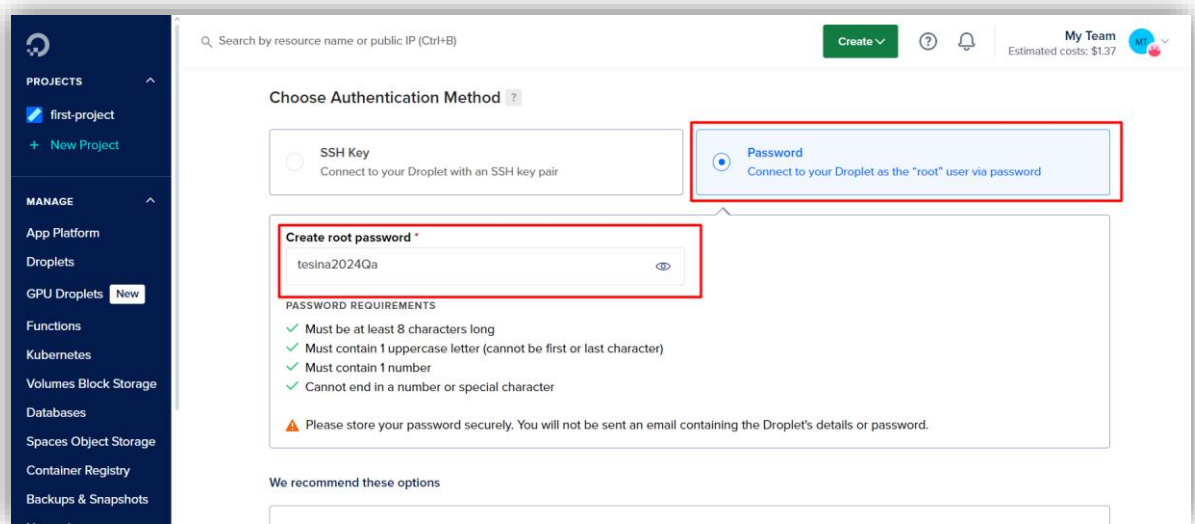 Search by resource name or public IP (Ctrl+B)
Create
?
My Team
Estimated costs: $1.37
MT
PROJECTS
first-project
+ New Project
MANAGE
App Platform
Droplets
GPU Droplets New
Functions
Kubernetes
Volumes Block Storage
Databases
Spaces Object Storage
Container Registry
Backups & Snapshots
Choose Authentication Method ?
SSH Key
Connect to your Droplet with an SSH key pair
Password
Connect to your Droplet as the "root" user via password
Create root password *
tesina2024Qa
PASSWORD REQUIREMENTS
Must be at least 8 characters long
Must contain 1 uppercase letter (cannot be first or last character)
Must contain 1 number
Cannot end in a number or special character
Please store your password securely. You will not be sent an email containing the Droplet's details or password.
We recommend these options